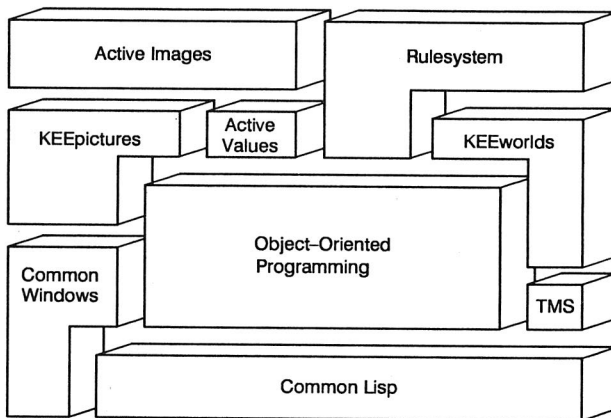 Active Images
Rulesystem
KEEpictures
Active
Values
KEEworlds
Object–Oriented
Programming
Common
Windows
TMS
Common Lisp